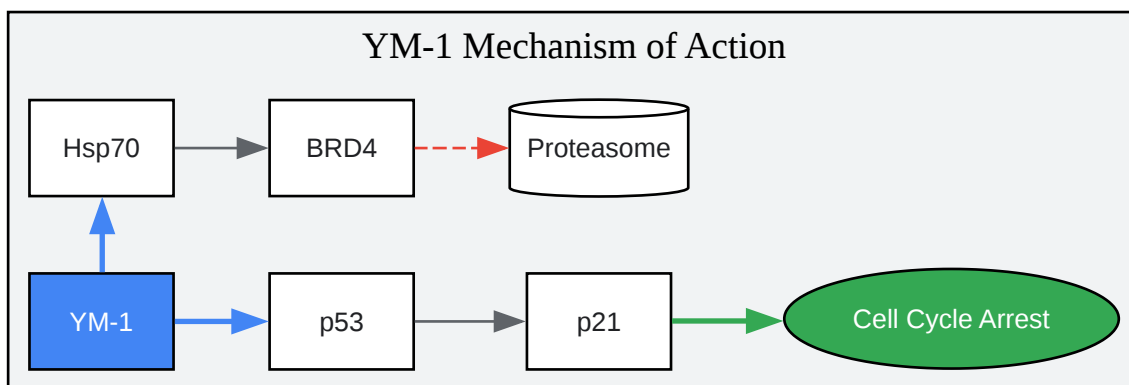 YM-1 Mechanism of Action
Hsp70
BRD4
Proteasome
YM-1
p53
p21
Cell Cycle Arrest